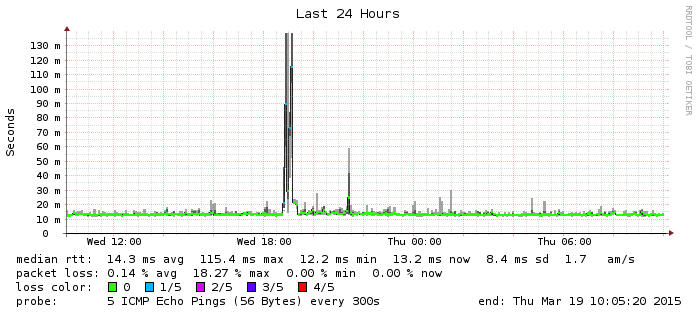 Last 24 Hours
RRDTOOL / TOBI OETIKER
Seconds
130 m
120 m
110 m
100 m
90 m
80 m
70 m
60 m
50 m
40 m
30 m
20 m
10 m
0
Wed 12:00 Wed 18:00 Thu 00:00 Thu 06:00
median rtt: 14.3 ms avg 115.4 ms max 12.2 ms min 13.2 ms now 8.4 ms sd 1.7 am/s
packet loss: 0.14 % avg 18.27 % max 0.00 % min 0.00 % now
loss color: 0 1/5 2/5 3/5 4/5
probe: 5 ICMP Echo Pings (56 Bytes) every 300s end: Thu Mar 19 10:05:20 2015